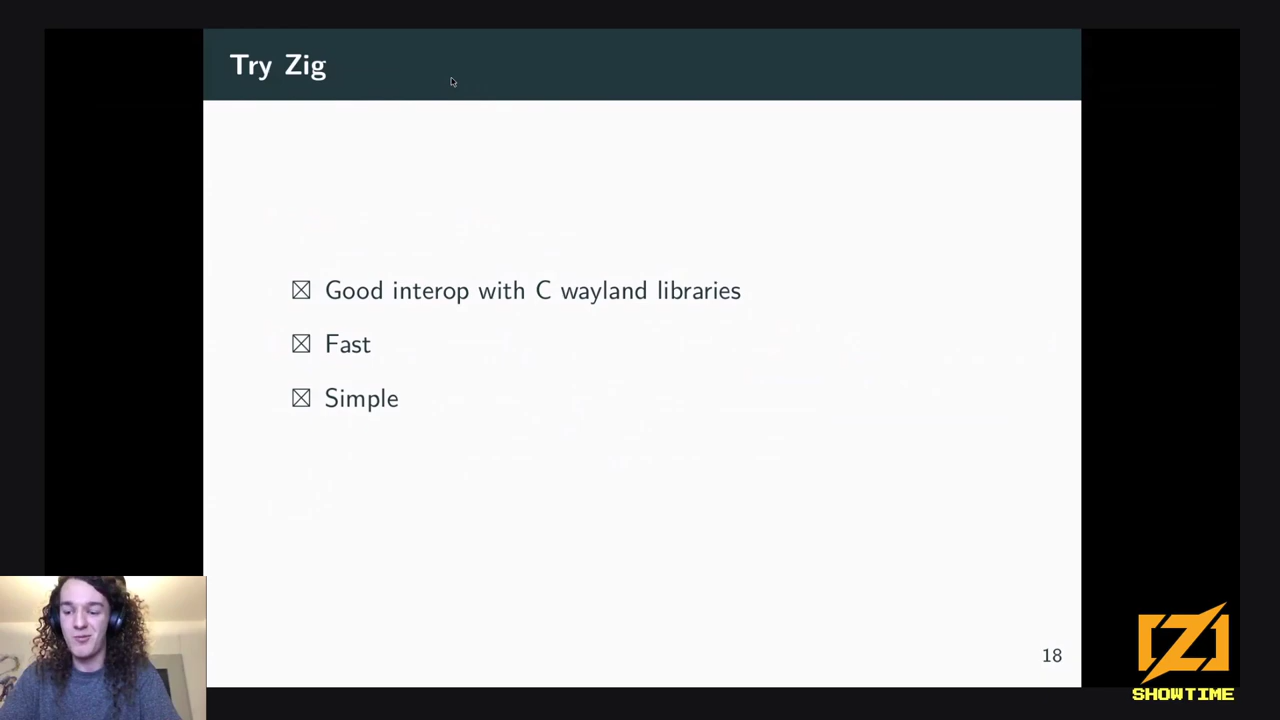 Try Zig
☒ Good interop with C wayland libraries
☒ Fast
☒ Simple
18
Z
SHOWTIME